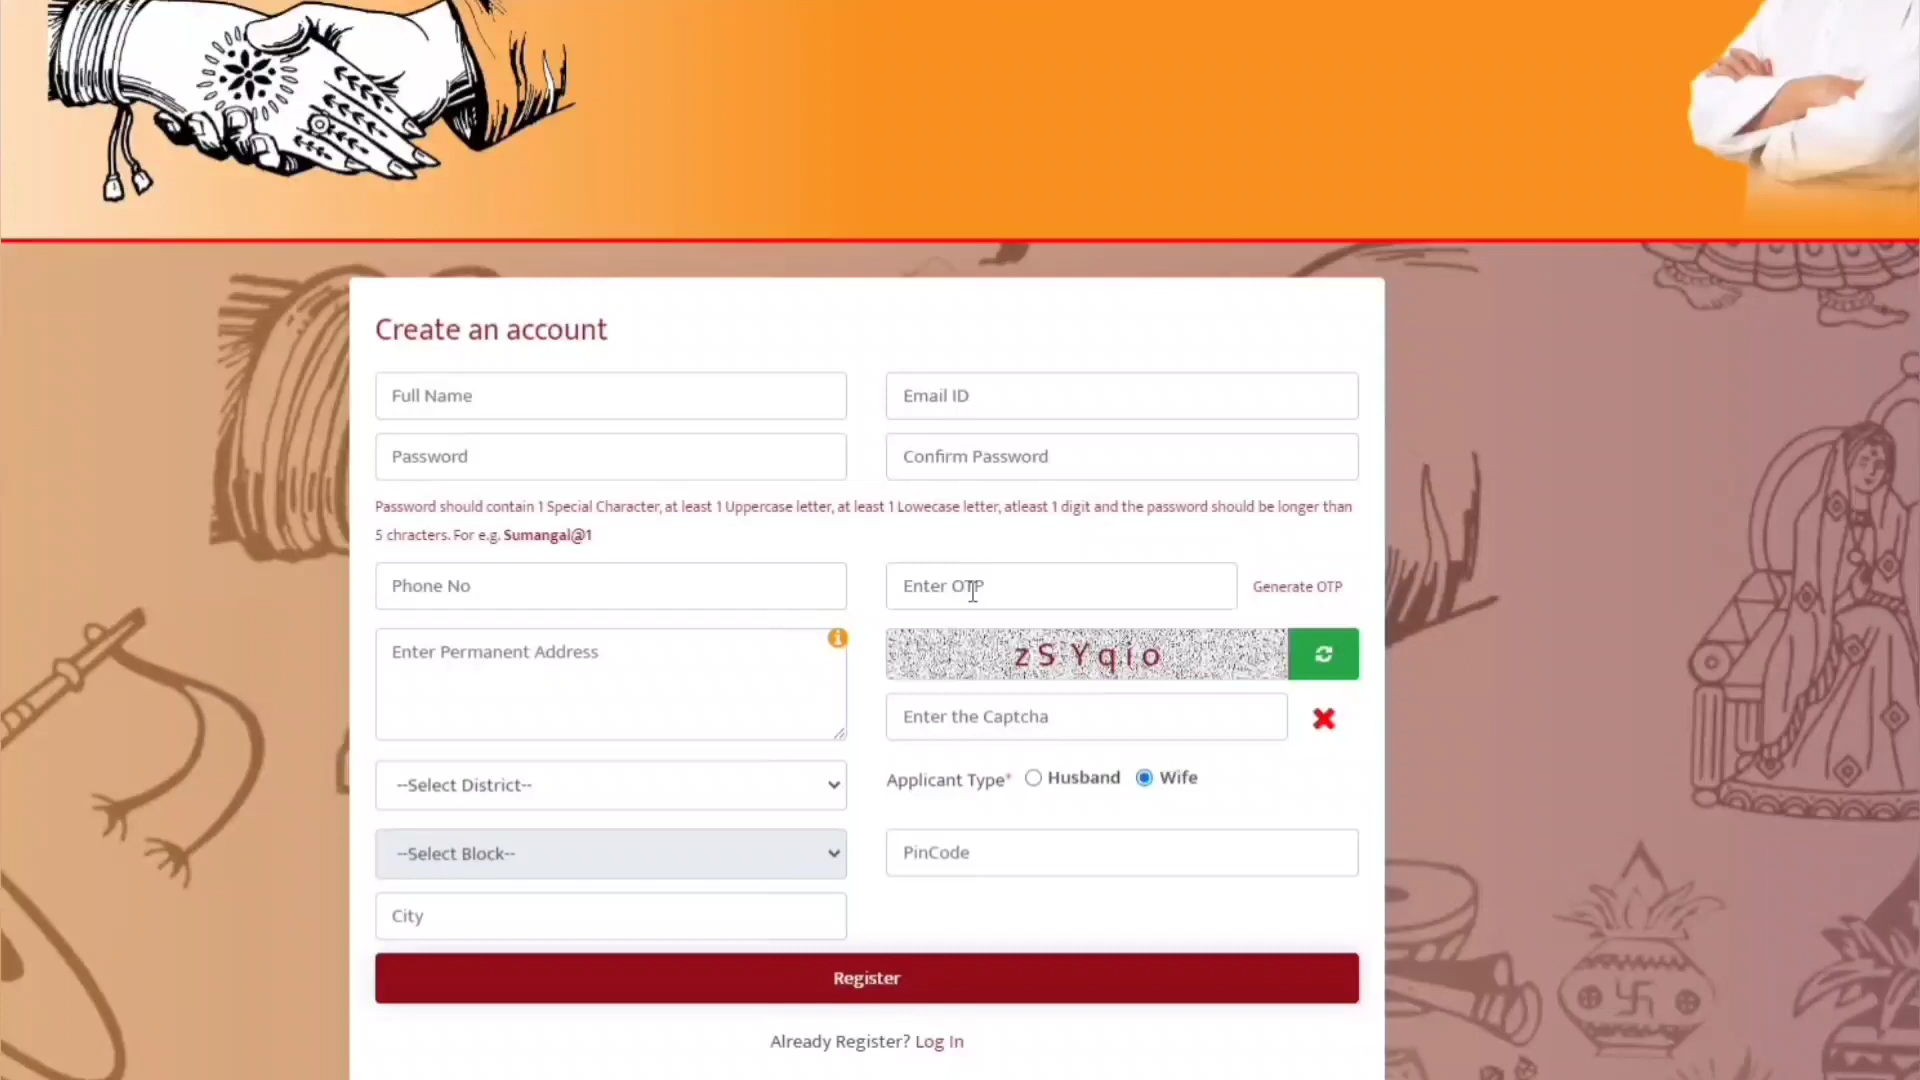 Create an account
Full Name
Email ID
Password
Confirm Password
Password should contain 1 Special Character, at least 1 Uppercase letter, at least 1 Lowecase letter, atleast 1 digit and the password should be longer than
5 chracters. For e.g. Sumangal@1
Phone No
Enter OTP
Generate OTP
Enter Permanent Address
zSYqio
Enter the Captcha
--Select District--
Applicant Type* Husband Wife
--Select Block--
PinCode
City
Register
Already Register? Log In